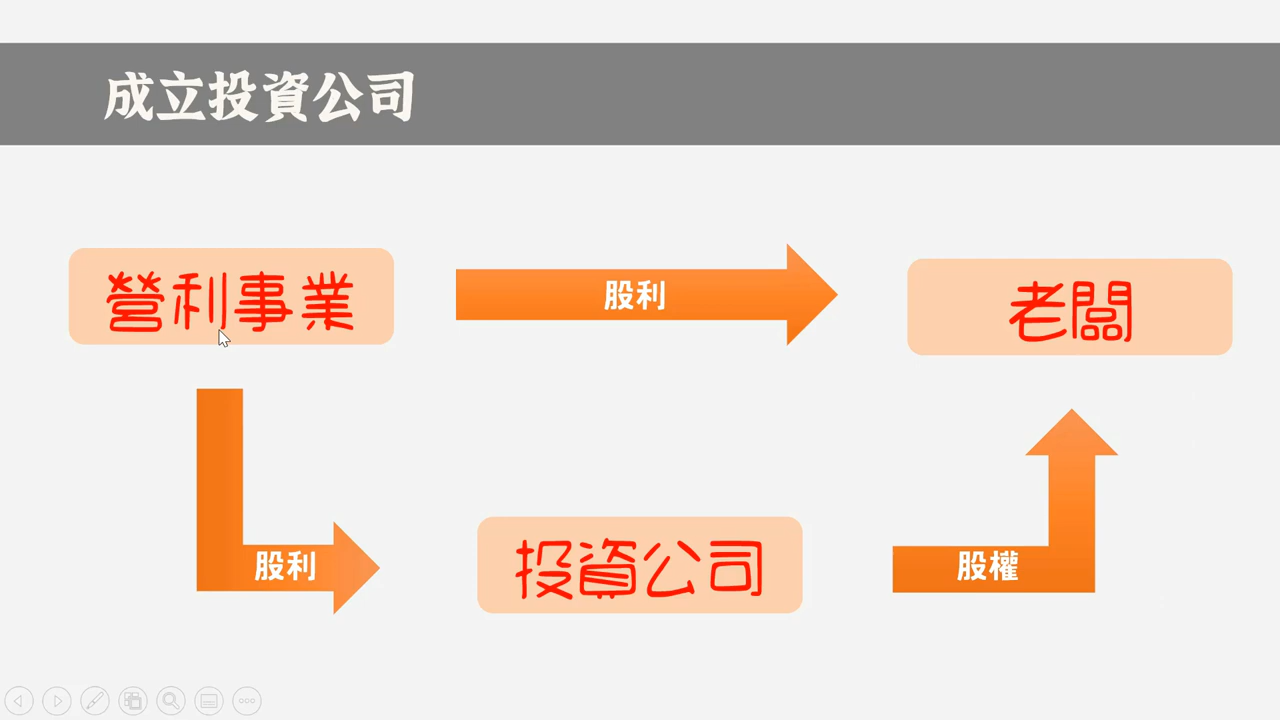 成立投資公司
營利事業
股利
老闆
股利
投資公司
股權